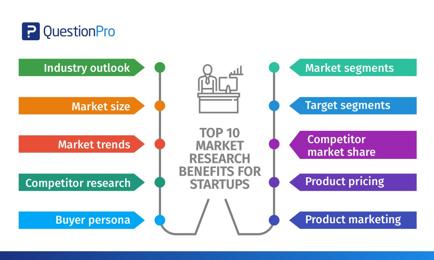 QuestionPro
Industry outlook
Market size
Market trends
Competitor research
Buyer persona
TOP 10
MARKET
RESEARCH
BENEFITS FOR
STARTUPS
Market segments
Target segments
Competitor
market share
Product pricing
Product marketing